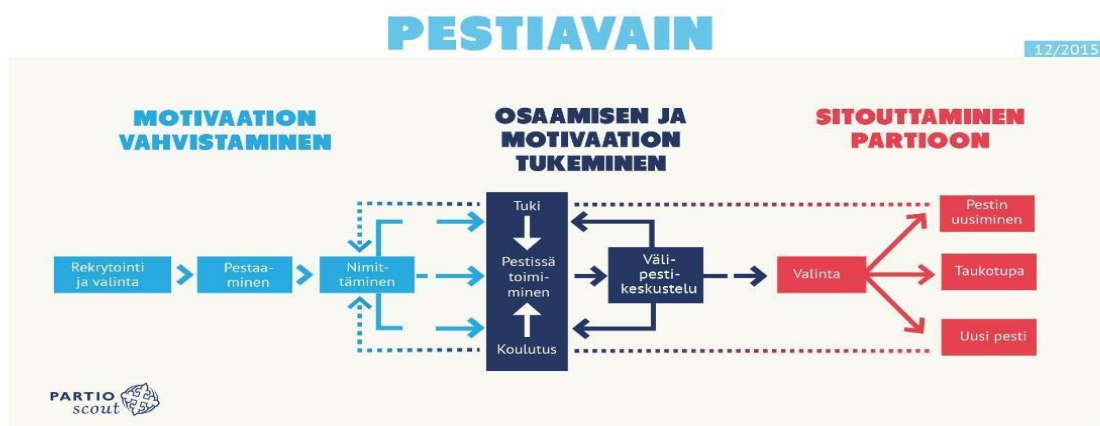 PESTIAVAIN
12/2015
MOTIVAATION
VAHVISTAMINEN
OSAAMISEN JA
MOTIVAATION
TUKEMINEN
SITOUTTAMINEN
PARTIOON
Rekrytointi
ja valinta
Pestaa-
minen
Nimit-
täminen
Tuki
Pestissä
toimi-
minen
Koulutus
Väli-
pesti-
keskustelu
Valinta
Pestin
uusiminen
Taukotupa
Uusi pesti
PARTIO
scout